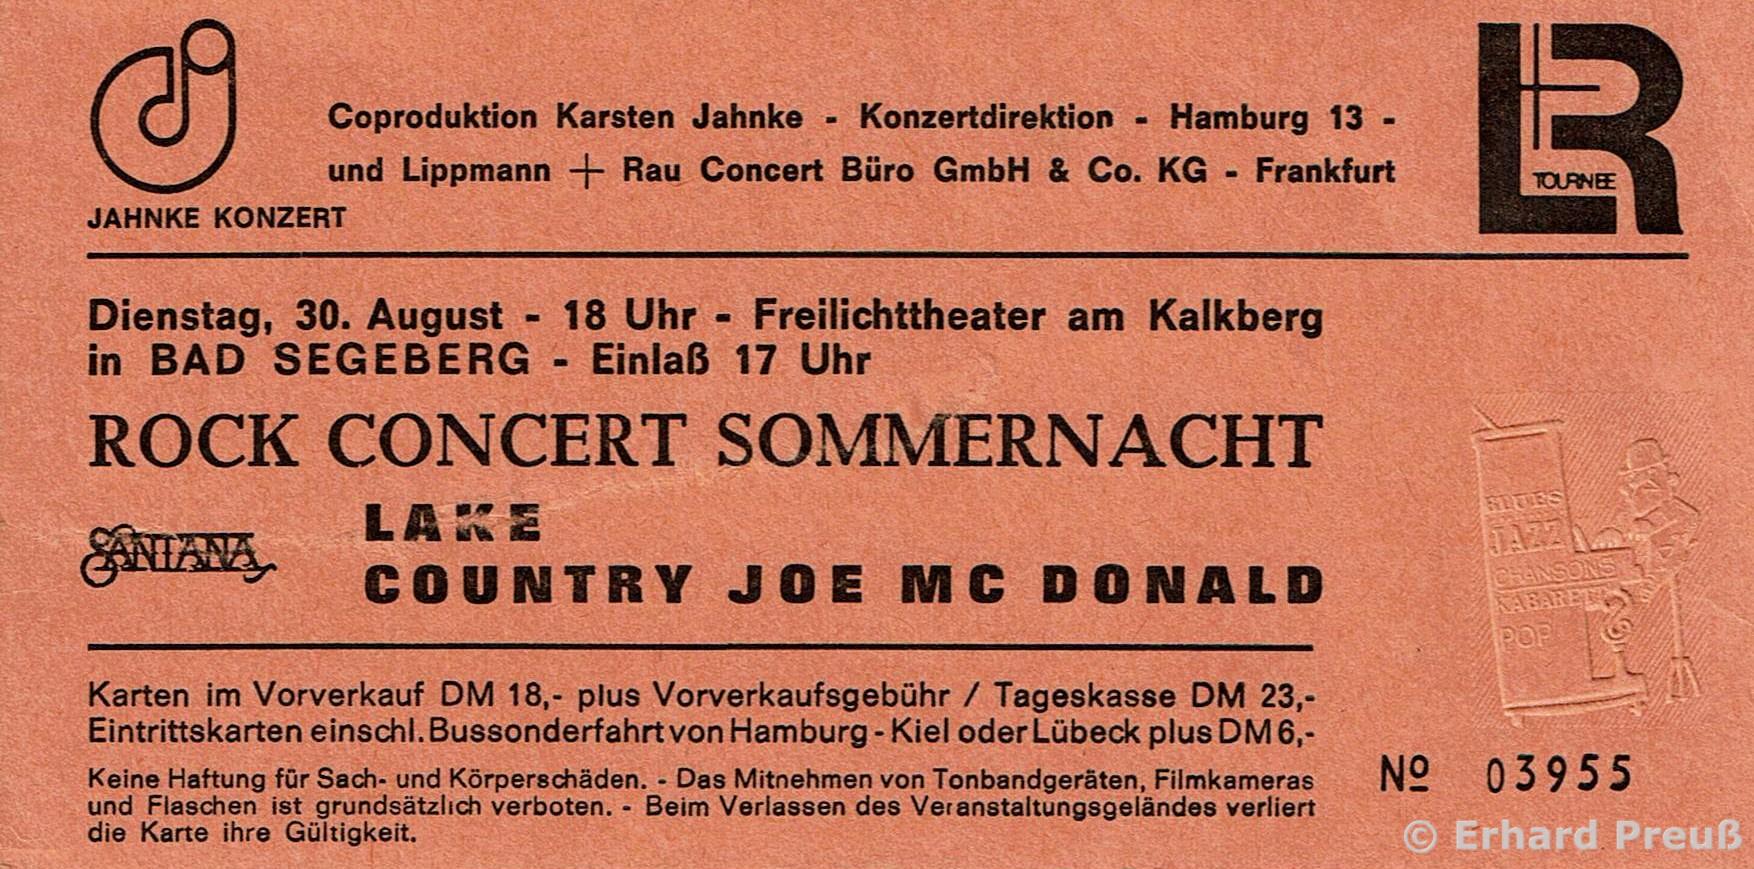 Coproduktion Karsten Jahnke - Konzertdirektion - Hamburg 13 -
und Lippmann + Rau Concert Büro GmbH & Co. KG - Frankfurt
JAHNKE KONZERT
LR
TOURNEE
Dienstag, 30. August - 18 Uhr - Freilichttheater am Kalkberg
in BAD SEGEBERG - Einlaß 17 Uhr
ROCK CONCERT SOMMERNACHT
SANTANA
LAKE
COUNTRY JOE MC DONALD
BLUES
JAZZ
CHANSONS
KABARETT
POP
Karten im Vorverkauf DM 18,- plus Vorverkaufsgebühr / Tageskasse DM 23,-
Eintrittskarten einschl. Bussonderfahrt von Hamburg - Kiel oder Lübeck plus DM 6,-
Keine Haftung für Sach- und Körperschäden. - Das Mitnehmen von Tonbandgeräten, Filmkameras
und Flaschen ist grundsätzlich verboten. - Beim Verlassen des Veranstaltungsgeländes verliert
die Karte ihre Gültigkeit.
Nº 03955
© Erhard Preuß